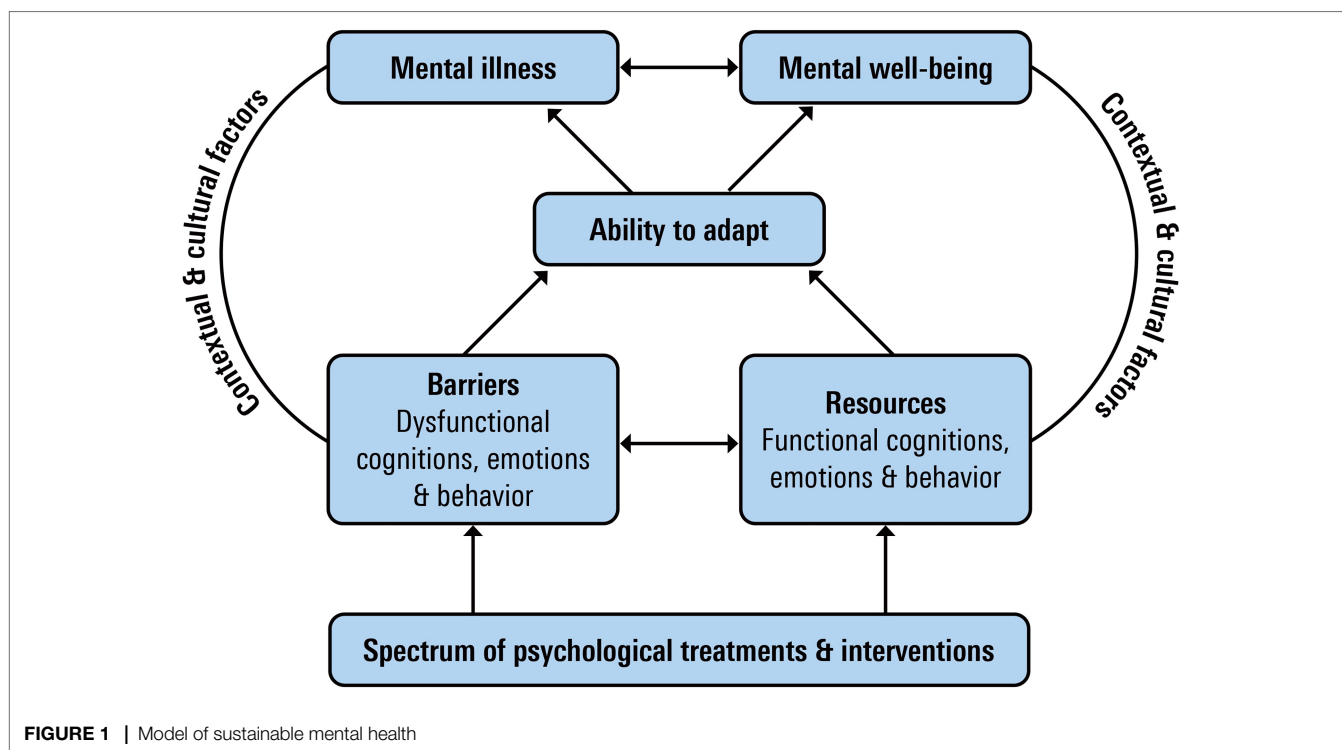 Mental illness
Mental well-being
Contextual & cultural factors
Contextual & cultural factors
Ability to adapt
Barriers
Dysfunctional
cognitions, emotions
& behavior
Resources
Functional cognitions,
emotions & behavior
Spectrum of psychological treatments & interventions
FIGURE 1 | Model of sustainable mental health